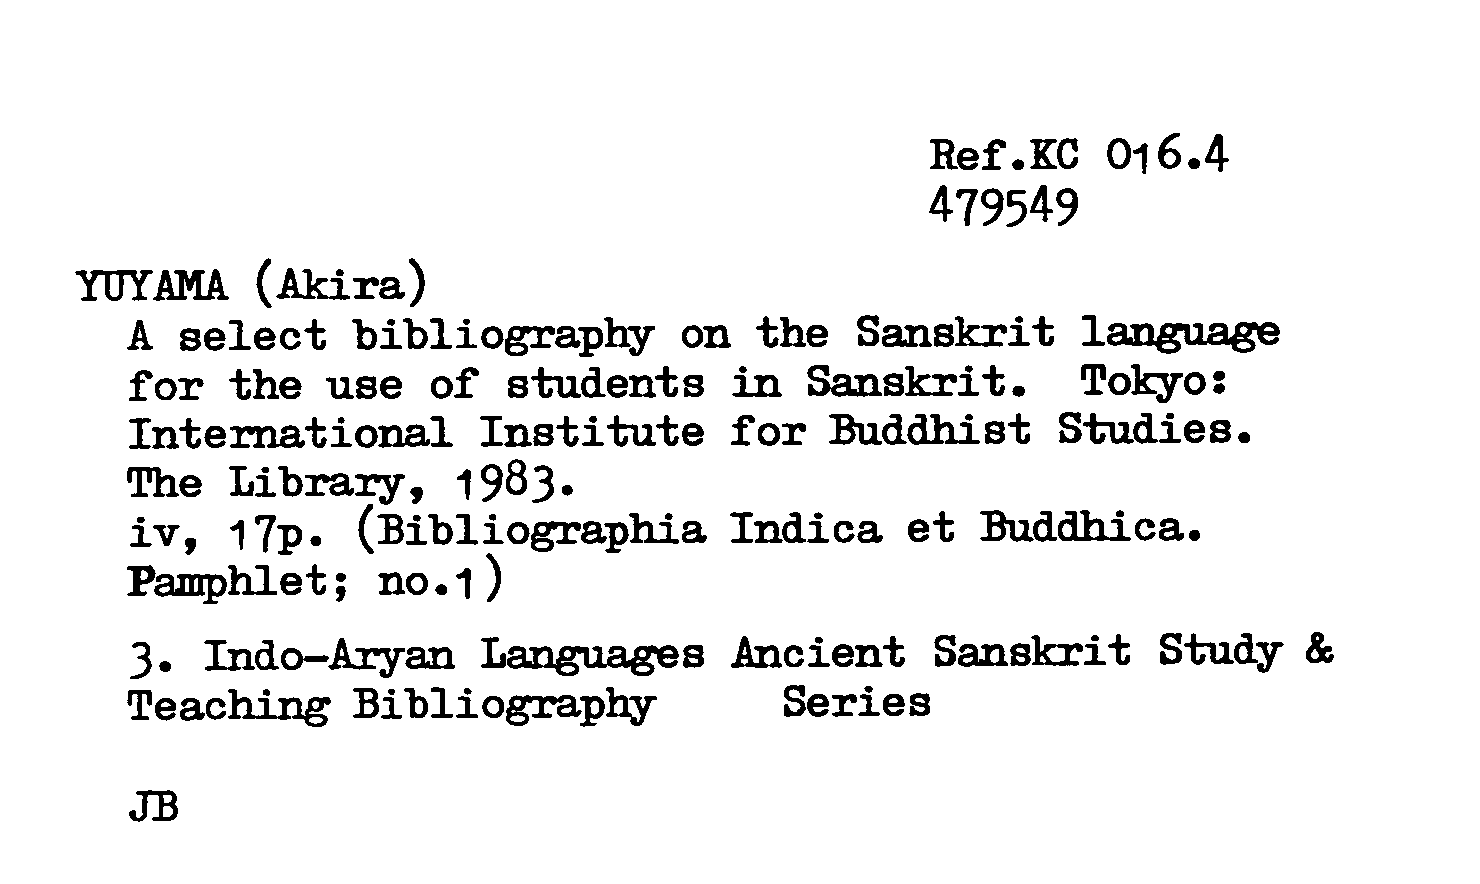 Ref.KC 016.4
479549
YUYAMA (Akira)
A select bibliography on the Sanskrit language
for the use of students in Sanskrit. Tokyo:
International Institute for Buddhist Studies.
The Library, 1983.
iv, 17p. (Bibliographia Indica et Buddhica.
Pamphlet; no.1)
3. Indo-Aryan Languages Ancient Sanskrit Study &
Teaching Bibliography Series
JB